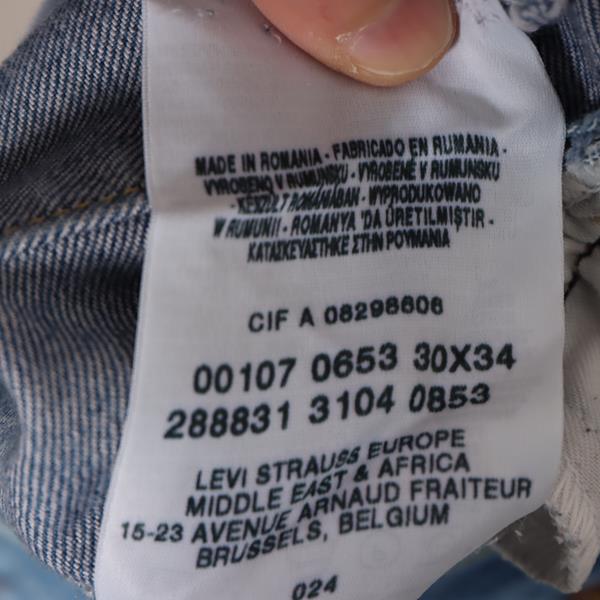 MADE IN ROMANIA - FABRICADO EN RUMANIA -
VYROBENO V RUMUNSKU - VYROBENÉ V RUMUNSKU
- KÉSZÜLT ROMÁNIÁBAN - WYPRODUKOWANO
W RUMUNII - ROMANYA 'DA ÜRETILMIŞTIR -
ΚΑΤΑΣΚΕΥΑΣΤΗΚΕ ΣΤΗΝ ΡΟΥΜΑΝΙΑ
CIF A 08298606
00107 0653 30X34
288831 3104 0853
LEVI STRAUSS EUROPE
MIDDLE EAST & AFRICA
15-23 AVENUE ARNAUD FRAITEUR
BRUSSELS, BELGIUM
024